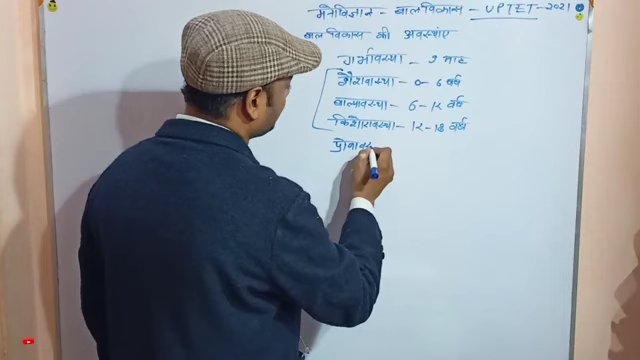 मनोविज्ञान - बालविकास - UPTET-2021
बाल विकास की अवस्थाएं
गर्भावस्था - 9 माह
शैशवास्था - 0 - 6 वर्ष
बाल्यावस्था - 6 - 12 वर्ष
किशोरावस्था - 12 - 18 वर्ष
प्रोढावस्